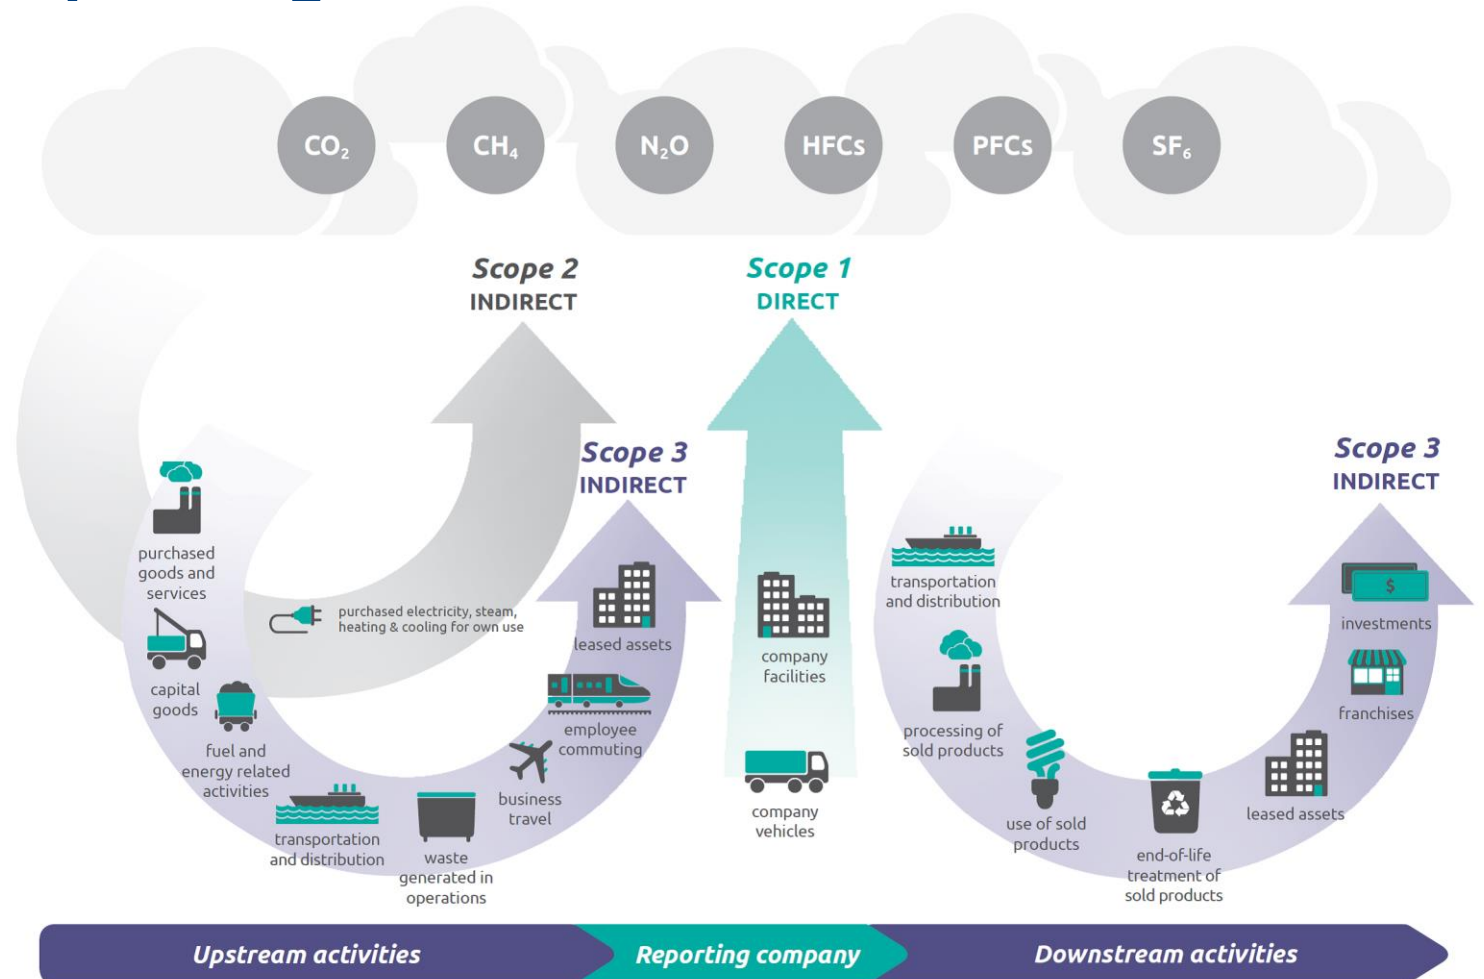 CO₂
CH₄
N₂O
HFCs
PFCs
SF₆
Scope 2
INDIRECT
Scope 1
DIRECT
Scope 3
INDIRECT
Scope 3
INDIRECT
purchased
goods and
services
capital
goods
fuel and
energy related
activities
purchased electricity, steam,
heating & cooling for own use
transportation
and distribution
waste
generated in
operations
business
travel
employee
commuting
leased assets
company
facilities
company
vehicles
transportation
and distribution
processing of
sold products
use of sold
products
end-of-life
treatment of
sold products
leased assets
franchises
$
investments
Upstream activities
Reporting company
Downstream activities